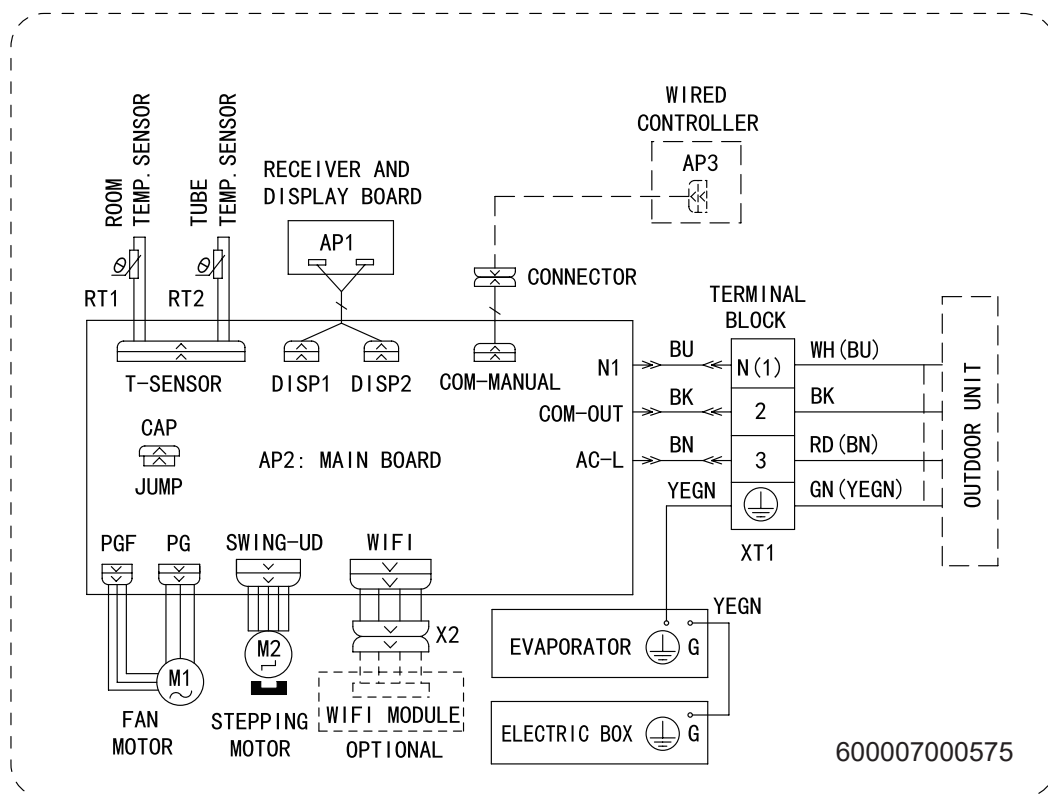 WIRED
CONTROLLER
AP3
ROOM
TEMP. SENSOR
TUBE
TEMP. SENSOR
RECEIVER AND
DISPLAY BOARD
AP1
CONNECTOR
RT1
RT2
TERMINAL
BLOCK
T-SENSOR
DISP1
DISP2
COM-MANUAL
N1
BU
N(1)
WH(BU)
COM-OUT
BK
2
BK
CAP
JUMP
AP2: MAIN BOARD
AC-L
BN
3
RD(BN)
YEGN
GN(YEGN)
OUTDOOR UNIT
XT1
PGF
PG
SWING-UD
WIFI
YEGN
X2
M2
EVAPORATOR
G
M1
WIFI MODULE
FAN
MOTOR
STEPPING
MOTOR
OPTIONAL
ELECTRIC BOX
G
600007000575